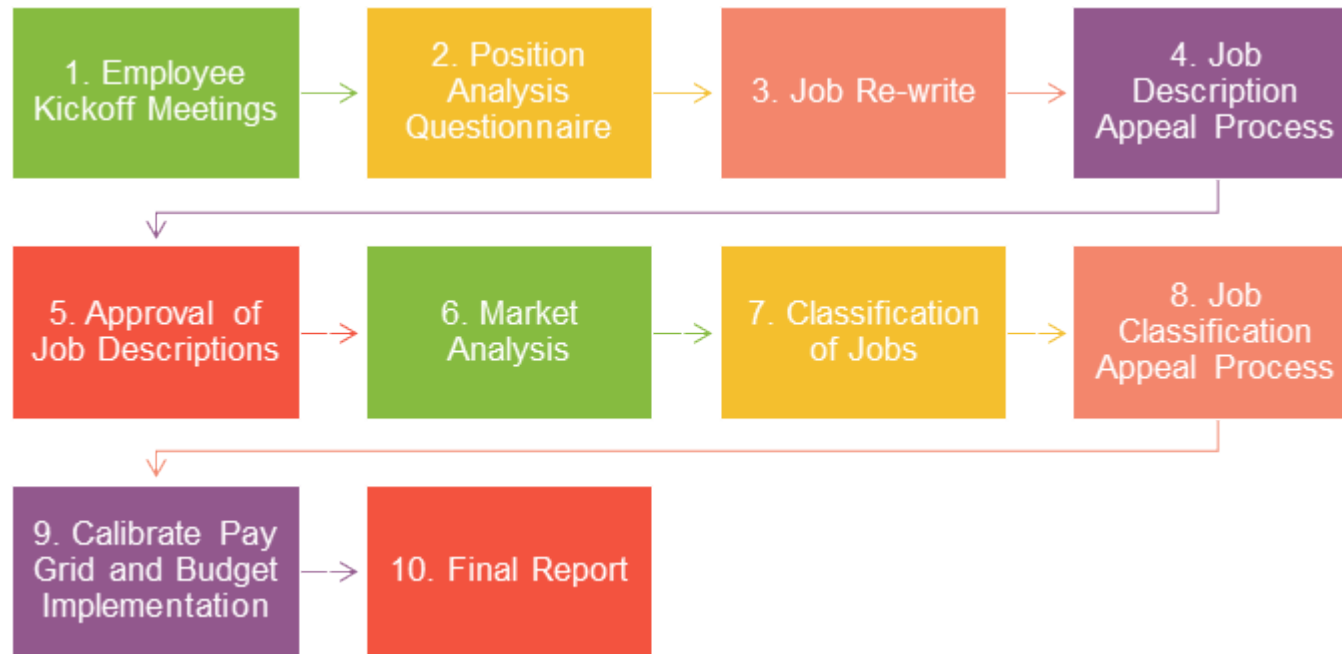 1. Employee
Kickoff Meetings
2. Position
Analysis
Questionnaire
3. Job Re-write
4. Job
Description
Appeal Process
5. Approval of
Job Descriptions
6. Market
Analysis
7. Classification
of Jobs
8. Job
Classification
Appeal Process
9. Calibrate Pay
Grid and Budget
Implementation
10. Final Report